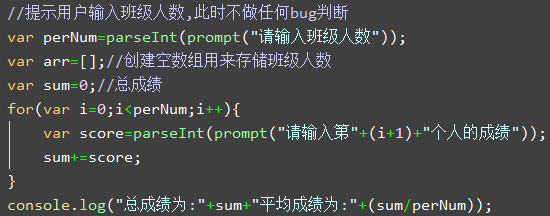 //提示用户输入班级人数,此时不做任何bug判断
var perNum=parseInt(prompt("请输入班级人数"));
var arr=[];//创建空数组用来存储班级人数
var sum=0;//总成绩
for(var i=0;i<perNum;i++){
    var score=parseInt(prompt("请输入第"+(i+1)+"个人的成绩"));
    sum+=score;
}
console.log("总成绩为:"+sum+"平均成绩为:"+(sum/perNum));